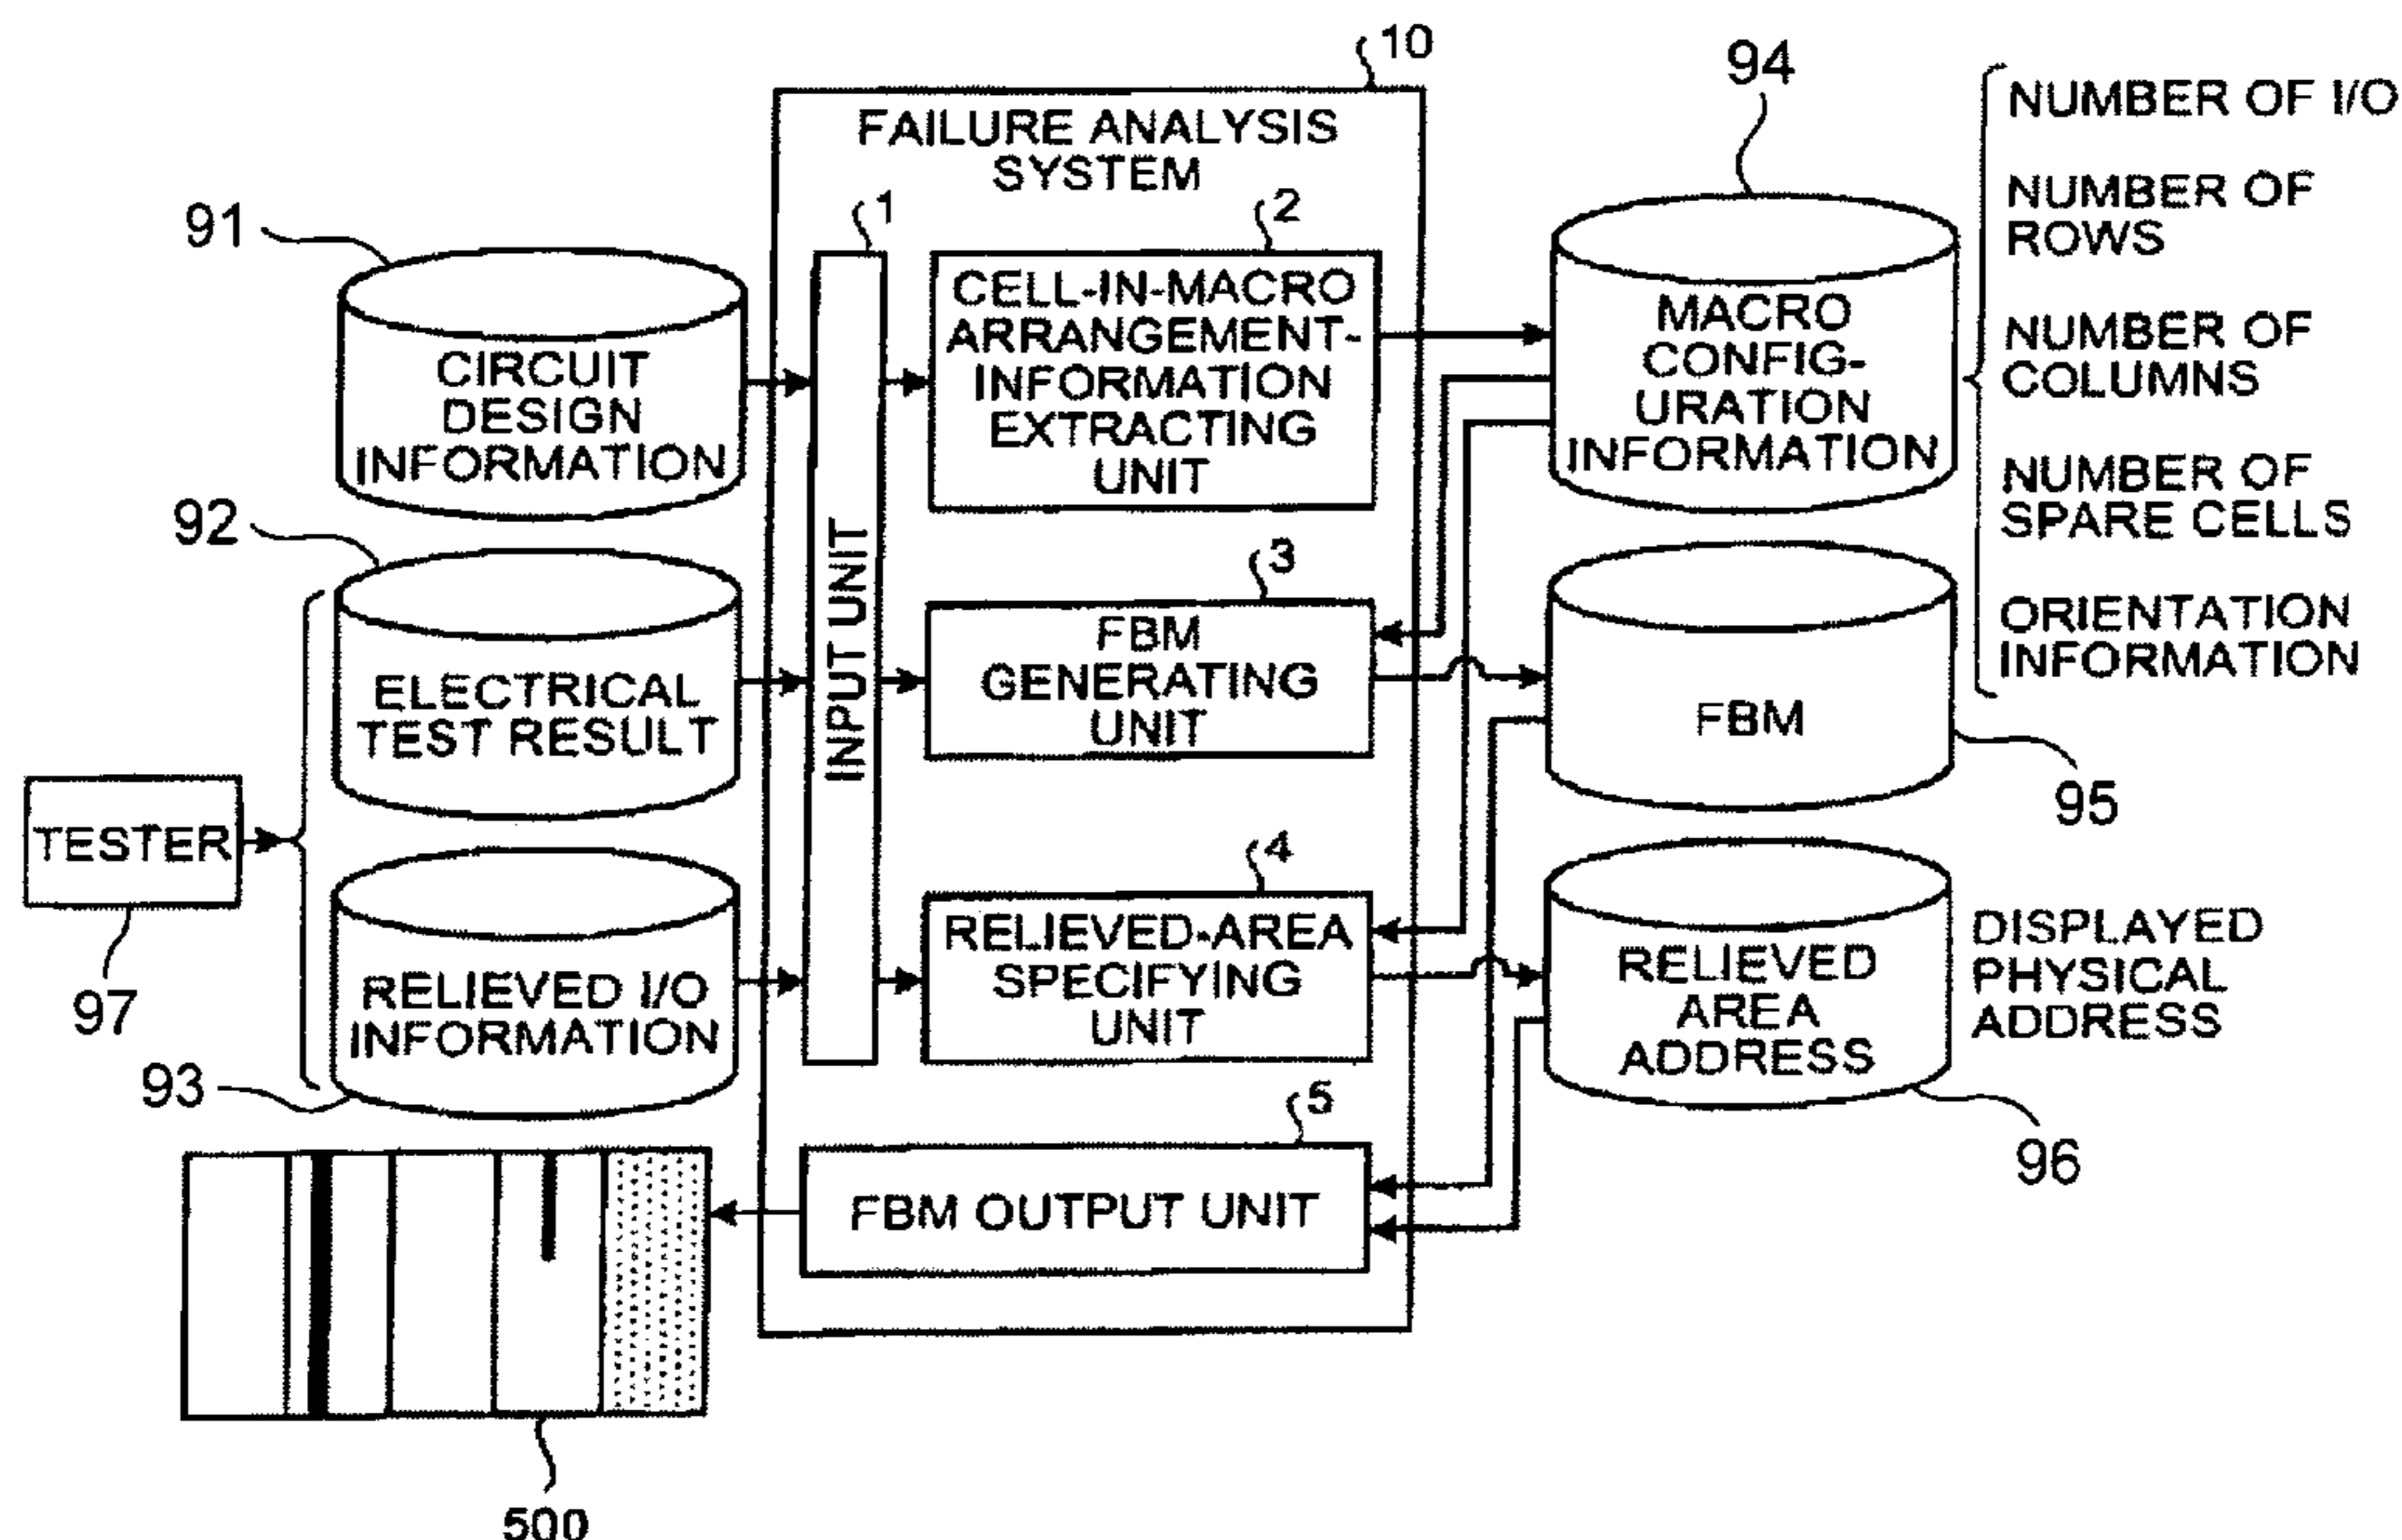 10
FAILURE ANALYSIS
SYSTEM
91
CIRCUIT
DESIGN
INFORMATION
92
ELECTRICAL
TEST RESULT
TESTER
97
RELIEVED I/O
INFORMATION
93
1
INPUT UNIT
2
CELL-IN-MACRO
ARRANGEMENT-
INFORMATION
EXTRACTING
UNIT
3
FBM
GENERATING
UNIT
4
RELIEVED-AREA
SPECIFYING
UNIT
5
FBM OUTPUT UNIT
500
94
MACRO
CONFIG-
URATION
INFORMATION
NUMBER OF I/O
NUMBER OF
ROWS
NUMBER OF
COLUMNS
NUMBER OF
SPARE CELLS
ORIENTATION
INFORMATION
FBM
95
RELIEVED
AREA
ADDRESS
96
DISPLAYED
PHYSICAL
ADDRESS